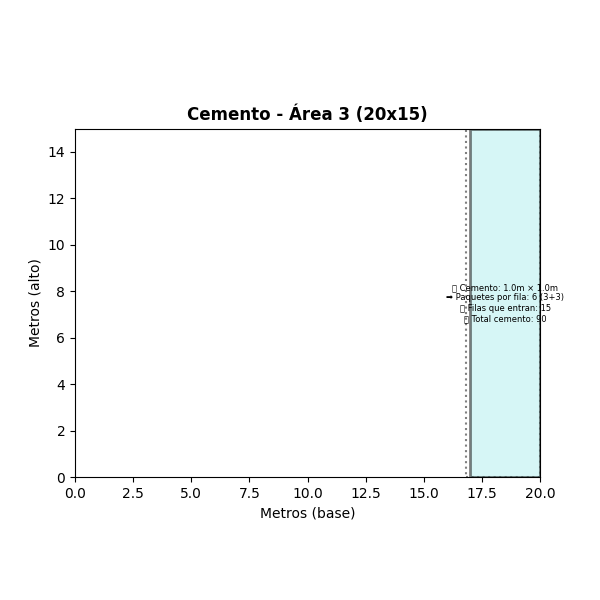 Cemento - Área 3 (20x15)
14
12
10
8
6
4
2
0
Metros (alto)
Cemento: 1.0m × 1.0m
➡ Paquetes por fila: 6 (3+3)
Filas que entran: 15
Total cemento: 90
0.0 2.5 5.0 7.5 10.0 12.5 15.0 17.5 20.0
Metros (base)